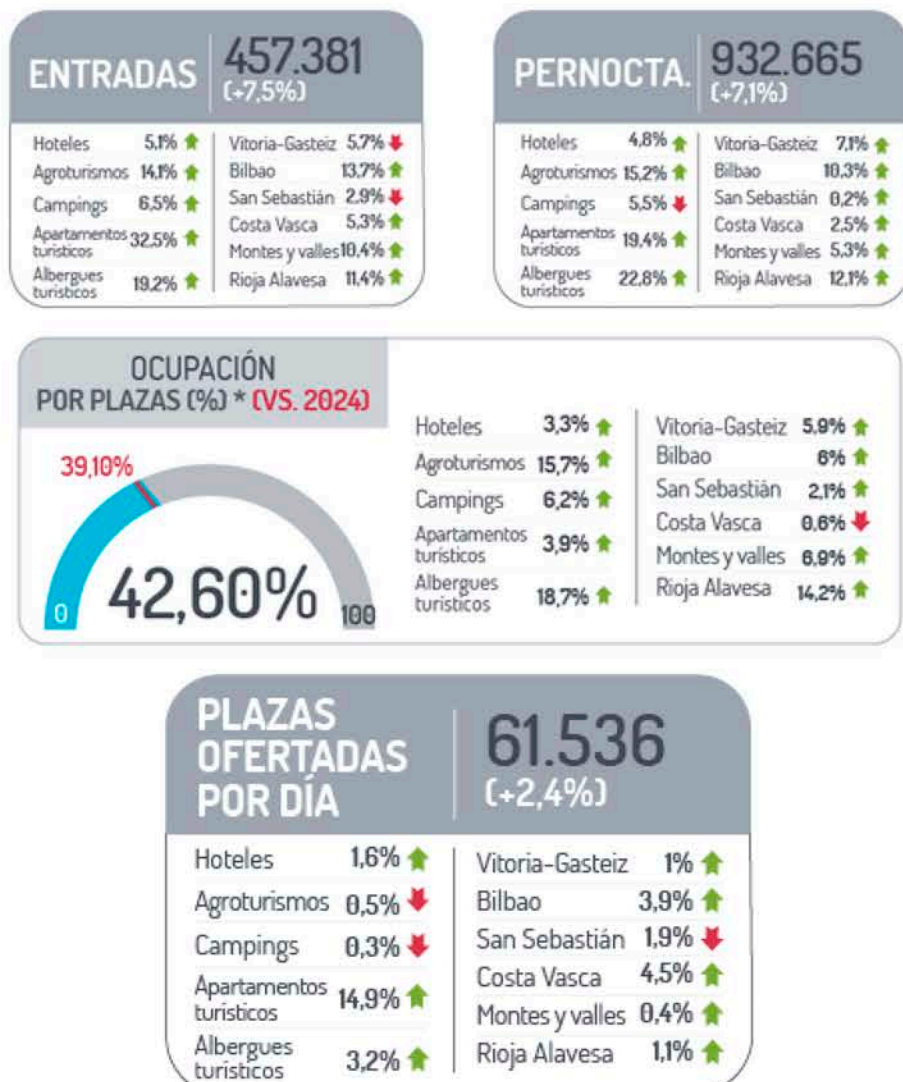 ENTRADAS
457.381
(+7,5%)
Hoteles 5,1%
Agroturismos 14,1%
Campings 6,5%
Apartamentos
turísticos 32,5%
Albergues
turísticos 19,2%
Vitoria-Gasteiz 5,7%
Bilbao 13,7%
San Sebastián 2,9%
Costa Vasca 5,3%
Montes y valles 10,4%
Rioja Alavesa 11,4%
PERNOCTA.
932.665
(+7,1%)
Hoteles 4,8%
Agroturismos 15,2%
Campings 5,5%
Apartamentos
turísticos 19,4%
Albergues
turísticos 22,8%
Vitoria-Gasteiz 7,1%
Bilbao 10,3%
San Sebastián 0,2%
Costa Vasca 2,5%
Montes y valles 5,3%
Rioja Alavesa 12,1%
OCUPACIÓN
POR PLAZAS (%) * (VS. 2024)
39,10%
42,60%
0
100
Hoteles 3,3%
Agroturismos 15,7%
Campings 6,2%
Apartamentos
turísticos 3,9%
Albergues
turísticos 18,7%
Vitoria-Gasteiz 5,9%
Bilbao 6%
San Sebastián 2,1%
Costa Vasca 0,6%
Montes y valles 6,9%
Rioja Alavesa 14,2%
PLAZAS
OFERTADAS
POR DÍA
61.536
(+2,4%)
Hoteles 1,6%
Agroturismos 0,5%
Campings 0,3%
Apartamentos
turísticos 14,9%
Albergues
turísticos 3,2%
Vitoria-Gasteiz 1%
Bilbao 3,9%
San Sebastián 1,9%
Costa Vasca 4,5%
Montes y valles 0,4%
Rioja Alavesa 1,1%